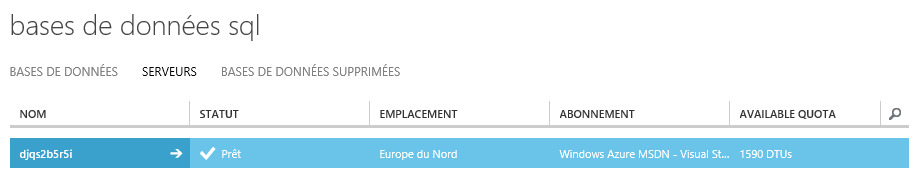 bases de données sql
BASES DE DONNÉES SERVEURS BASES DE DONNÉES SUPPRIMÉES
NOM STATUT EMPLACEMENT ABONNEMENT AVAILABLE QUOTA
djqs2b5r5i Prêt Europe du Nord Windows Azure MSDN - Visual St... 1590 DTUs